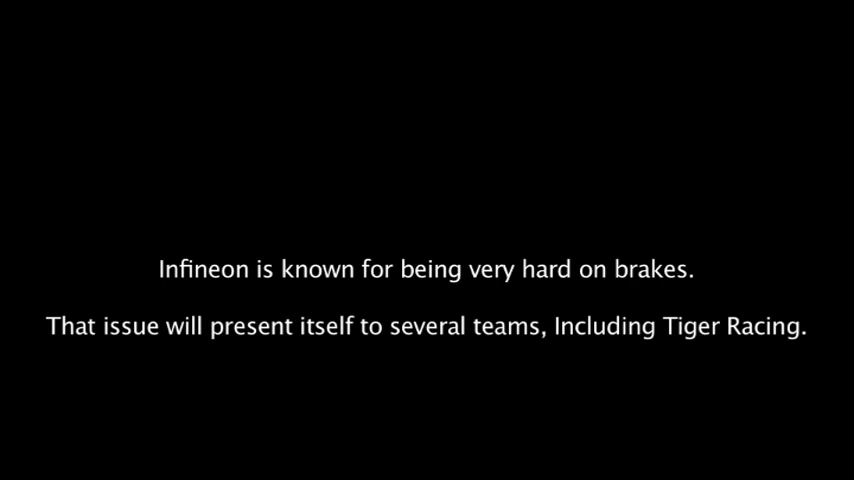 Infineon is known for being very hard on brakes.
That issue will present itself to several teams, Including Tiger Racing.